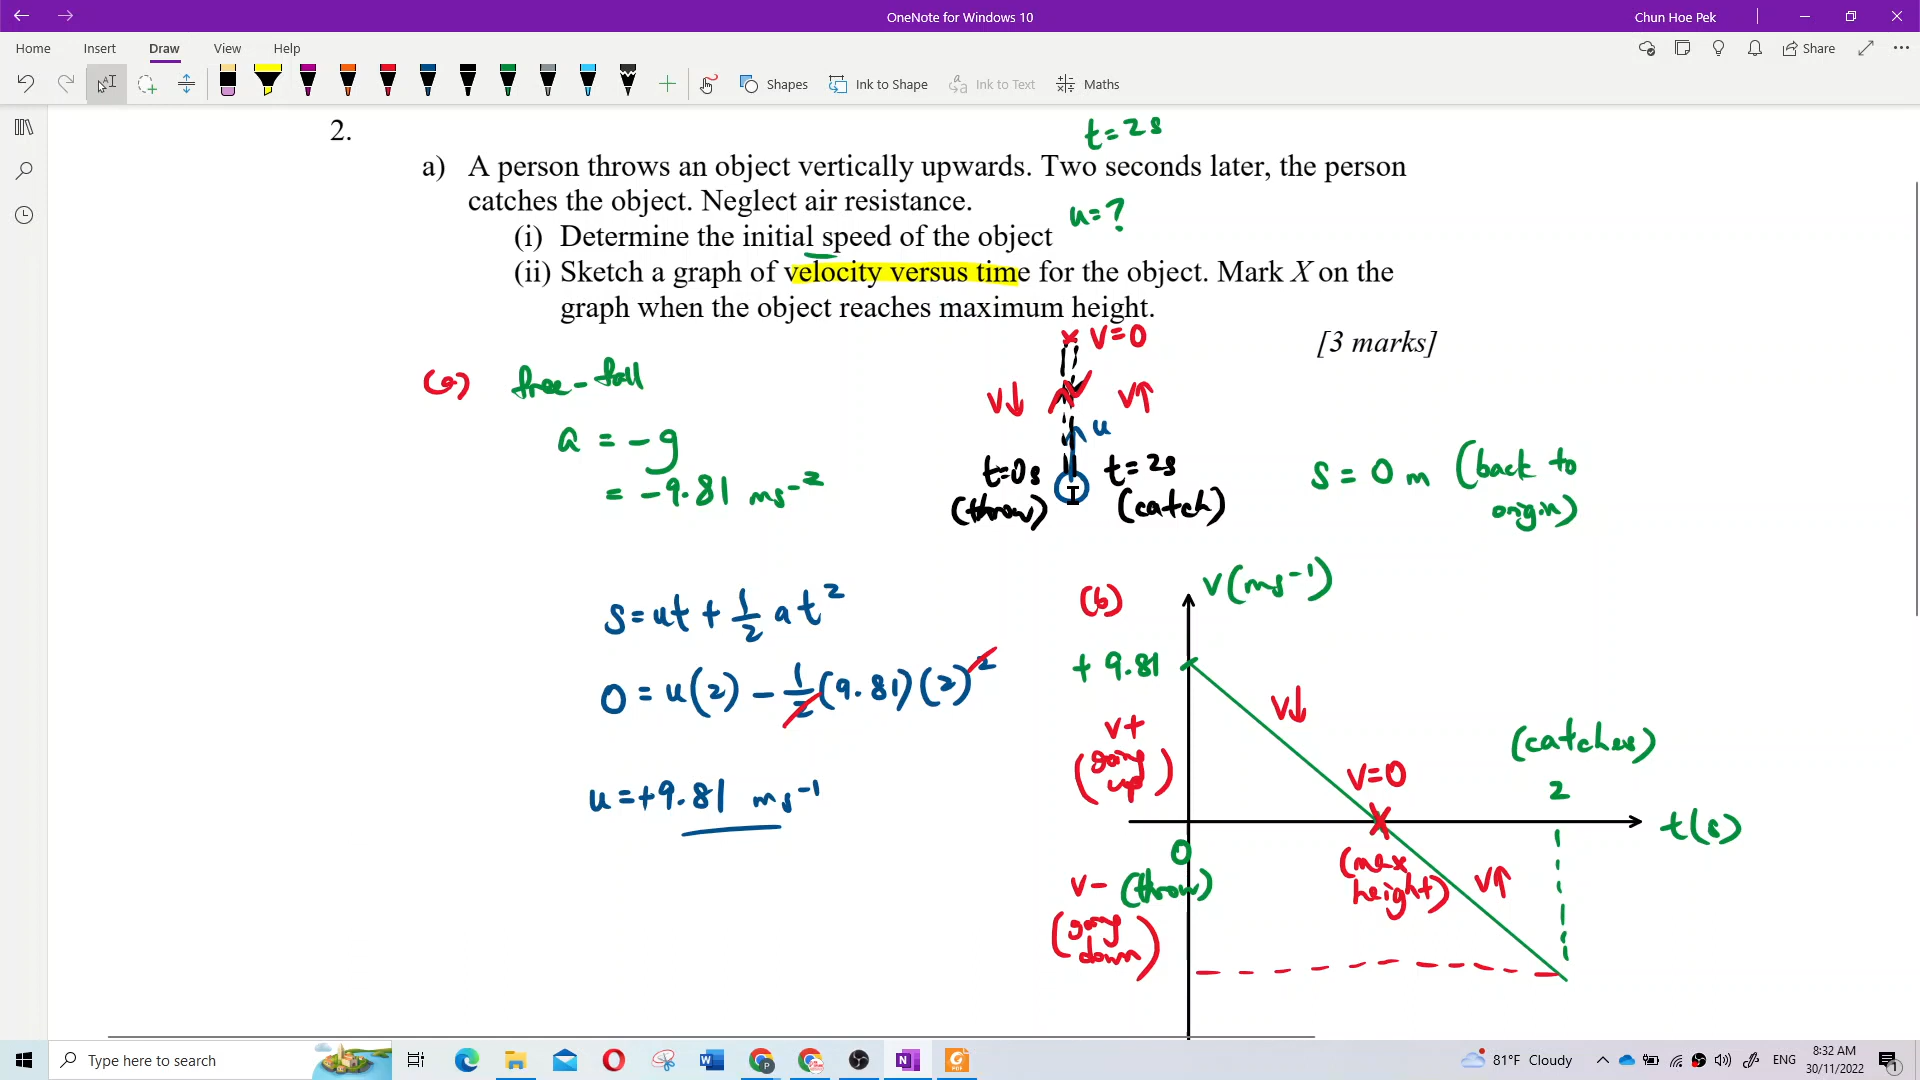 OneNote for Windows 10
Chun Hoe Pek
Home Insert Draw View Help
Share
Shapes Ink to Shape Ink to Text Maths
2.
t=2s
a) A person throws an object vertically upwards. Two seconds later, the person
catches the object. Neglect air resistance.
u=?
(i) Determine the initial speed of the object
(ii) Sketch a graph of velocity versus time for the object. Mark X on the
graph when the object reaches maximum height.
[3 marks]
x v=0
(a) free-fall
v↓ v↑
u
a = -g
= -9.81 ms⁻²
t=0s t=2s
(throw) (catch)
s = 0 m (back to
origin)
s=ut + 1/2 at²
0 = u(2) - 1/2 (9.81)(2)²
u=+9.81 ms⁻¹
(b) v(ms⁻¹)
+9.81
v↓
v+
(going
up)
(catches)
v=0
2
X
t(s)
0
(throw)
(max
height)
v↑
v-
(going
down)
Type here to search
81°F Cloudy
ENG
8:32 AM
30/11/2022